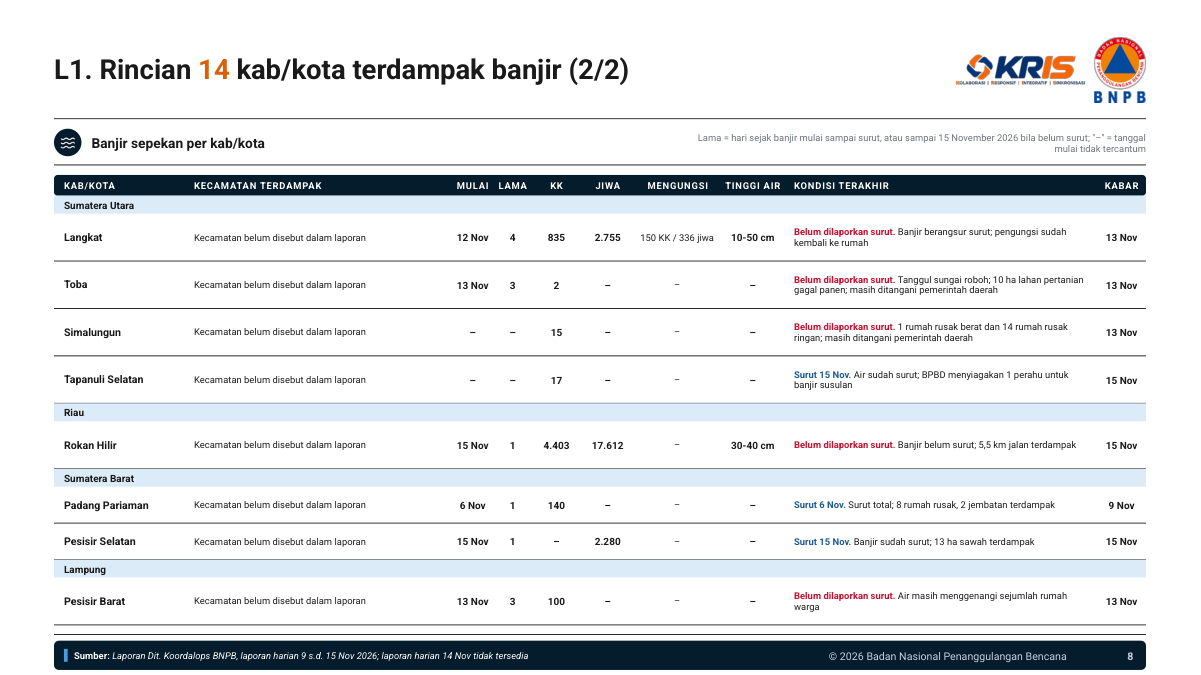 L1. Rincian 14 kab/kota terdampak banjir (2/2)
KRIS
KOLABORASI | RESPONSIF | INTEGRATIF | SINKRONISASI
BADAN NASIONAL PENANGGULANGAN BENCANA
BNPB
Banjir sepekan per kab/kota
Lama = hari sejak banjir mulai sampai surut, atau sampai 15 November 2026 bila belum surut; "–" = tanggal
mulai tidak tercantum
KAB/KOTA KECAMATAN TERDAMPAK MULAI LAMA KK JIWA MENGUNGSI TINGGI AIR KONDISI TERAKHIR KABAR
Sumatera Utara
Langkat Kecamatan belum disebut dalam laporan 12 Nov 4 835 2.755 150 KK / 336 jiwa 10-50 cm Belum dilaporkan surut. Banjir berangsur surut; pengungsi sudah
kembali ke rumah 13 Nov
Toba Kecamatan belum disebut dalam laporan 13 Nov 3 2 – – – Belum dilaporkan surut. Tanggul sungai roboh; 10 ha lahan pertanian
gagal panen; masih ditangani pemerintah daerah 13 Nov
Simalungun Kecamatan belum disebut dalam laporan – – 15 – – – Belum dilaporkan surut. 1 rumah rusak berat dan 14 rumah rusak
ringan; masih ditangani pemerintah daerah 13 Nov
Tapanuli Selatan Kecamatan belum disebut dalam laporan – – 17 – – – Surut 15 Nov. Air sudah surut; BPBD menyiagakan 1 perahu untuk
banjir susulan 15 Nov
Riau
Rokan Hilir Kecamatan belum disebut dalam laporan 15 Nov 1 4.403 17.612 – 30-40 cm Belum dilaporkan surut. Banjir belum surut; 5,5 km jalan terdampak 15 Nov
Sumatera Barat
Padang Pariaman Kecamatan belum disebut dalam laporan 6 Nov 1 140 – – – Surut 6 Nov. Surut total; 8 rumah rusak, 2 jembatan terdampak 9 Nov
Pesisir Selatan Kecamatan belum disebut dalam laporan 15 Nov 1 – 2.280 – – Surut 15 Nov. Banjir sudah surut; 13 ha sawah terdampak 15 Nov
Lampung
Pesisir Barat Kecamatan belum disebut dalam laporan 13 Nov 3 100 – – – Belum dilaporkan surut. Air masih menggenangi sejumlah rumah
warga 13 Nov
Sumber: Laporan Dit. Koordalops BNPB, laporan harian 9 s.d. 15 Nov 2026; laporan harian 14 Nov tidak tersedia
© 2026 Badan Nasional Penanggulangan Bencana 8